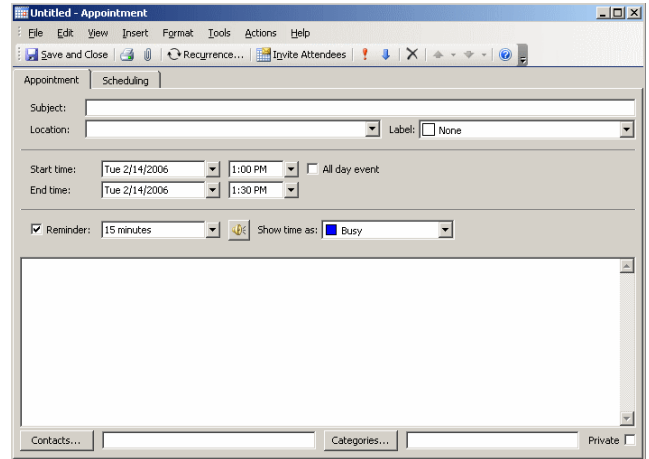 Untitled - Appointment
File Edit View Insert Format Tools Actions Help
Save and Close Recurrence... Invite Attendees
Appointment Scheduling
Subject:
Location: Label: None
Start time: Tue 2/14/2006 1:00 PM All day event
End time: Tue 2/14/2006 1:30 PM
Reminder: 15 minutes Show time as: Busy
Contacts... Categories... Private